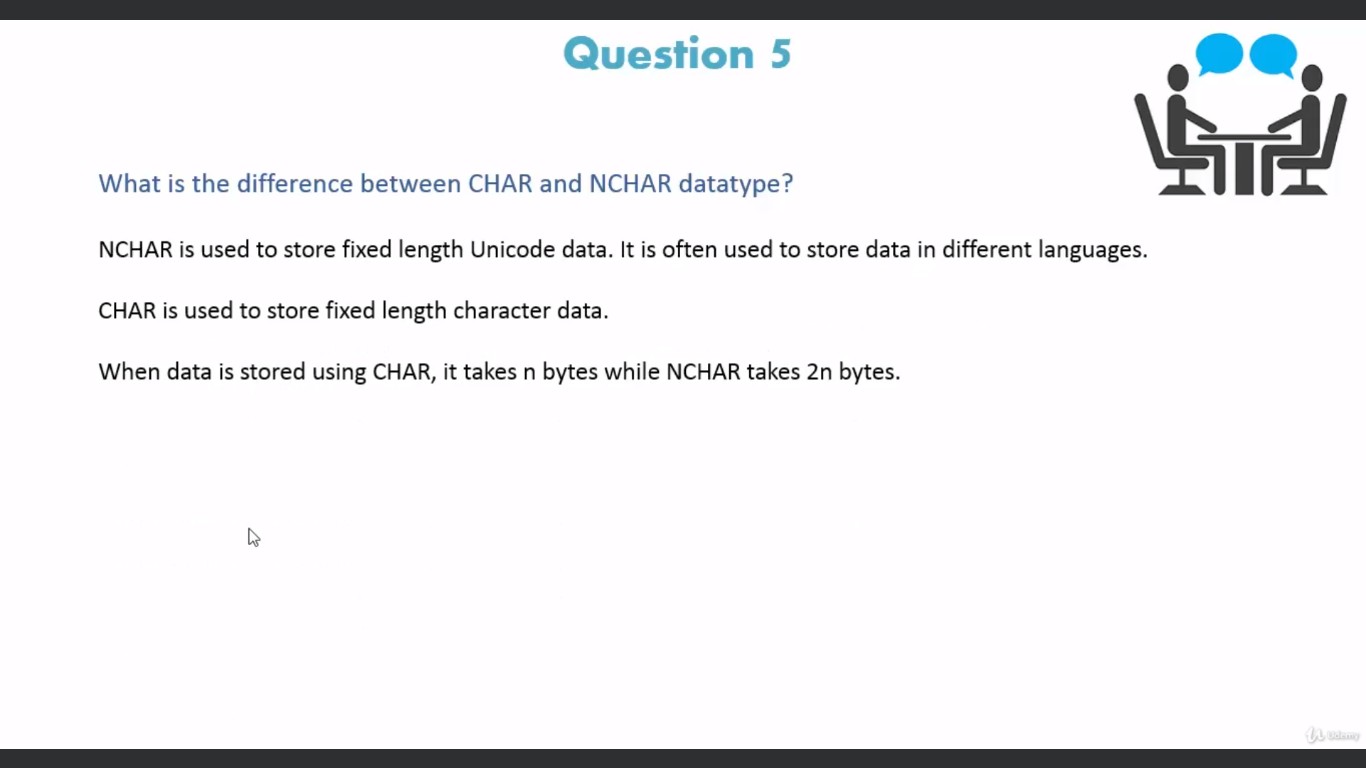 Question 5
What is the difference between CHAR and NCHAR datatype?
NCHAR is used to store fixed length Unicode data. It is often used to store data in different languages.
CHAR is used to store fixed length character data.
When data is stored using CHAR, it takes n bytes while NCHAR takes 2n bytes.
Udemy